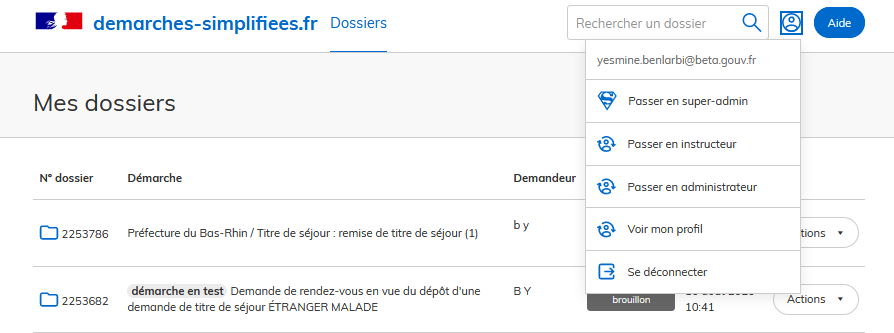 demarches-simplifiees.fr
Dossiers
Rechercher un dossier
Aide
yesmine.benlarbi@beta.gouv.fr
Passer en super-admin
Passer en instructeur
Passer en administrateur
Voir mon profil
Se déconnecter
Mes dossiers
Nº dossier Démarche Demandeur
2253786 Préfecture du Bas-Rhin / Titre de séjour : remise de titre de séjour (1) b y
2253682 démarche en test Demande de rendez-vous en vue du dépôt d'une
demande de titre de séjour ÉTRANGER MALADE
B Y
brouillon
10:41
Actions